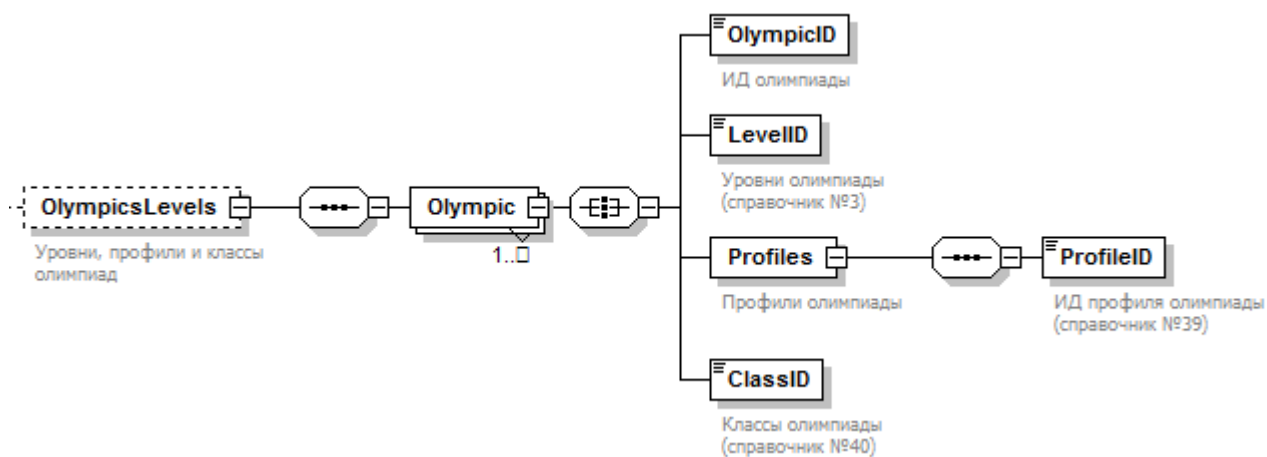 OlympicID
ИД олимпиады
LevelID
Уровни олимпиады
(справочник №3)
OlympicsLevels
Уровни, профили и классы
олимпиад
Olympic
1..□
Profiles
Профили олимпиады
ProfileID
ИД профиля олимпиады
(справочник №39)
ClassID
Классы олимпиады
(справочник №40)